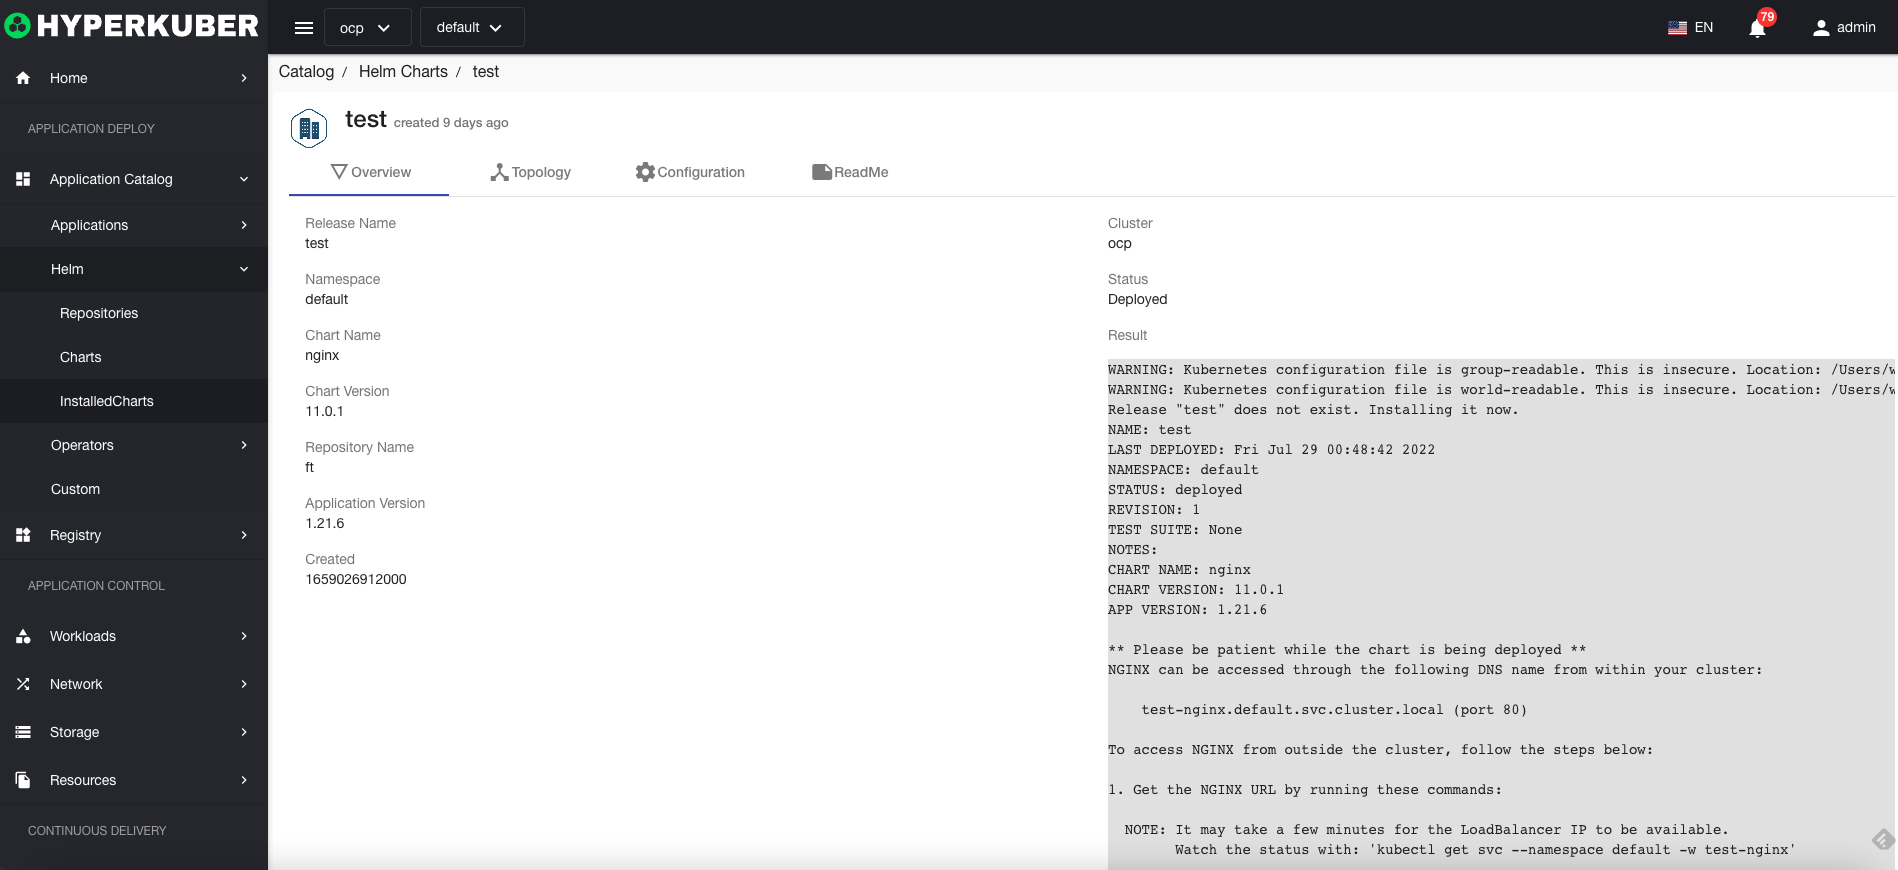 HYPERKUBER
ocp
default
EN
79
admin
Home
APPLICATION DEPLOY
Application Catalog
Applications
Helm
Repositories
Charts
InstalledCharts
Operators
Custom
Registry
APPLICATION CONTROL
Workloads
Network
Storage
Resources
CONTINUOUS DELIVERY
Catalog / Helm Charts / test
test created 9 days ago
Overview
Topology
Configuration
ReadMe
Release Name
test
Namespace
default
Chart Name
nginx
Chart Version
11.0.1
Repository Name
ft
Application Version
1.21.6
Created
1659026912000
Cluster
ocp
Status
Deployed
Result
WARNING: Kubernetes configuration file is group-readable. This is insecure. Location: /Users/w
WARNING: Kubernetes configuration file is world-readable. This is insecure. Location: /Users/w
Release "test" does not exist. Installing it now.
NAME: test
LAST DEPLOYED: Fri Jul 29 00:48:42 2022
NAMESPACE: default
STATUS: deployed
REVISION: 1
TEST SUITE: None
NOTES:
CHART NAME: nginx
CHART VERSION: 11.0.1
APP VERSION: 1.21.6
** Please be patient while the chart is being deployed **
NGINX can be accessed through the following DNS name from within your cluster:
test-nginx.default.svc.cluster.local (port 80)
To access NGINX from outside the cluster, follow the steps below:
1. Get the NGINX URL by running these commands:
NOTE: It may take a few minutes for the LoadBalancer IP to be available.
Watch the status with: 'kubectl get svc --namespace default -w test-nginx'